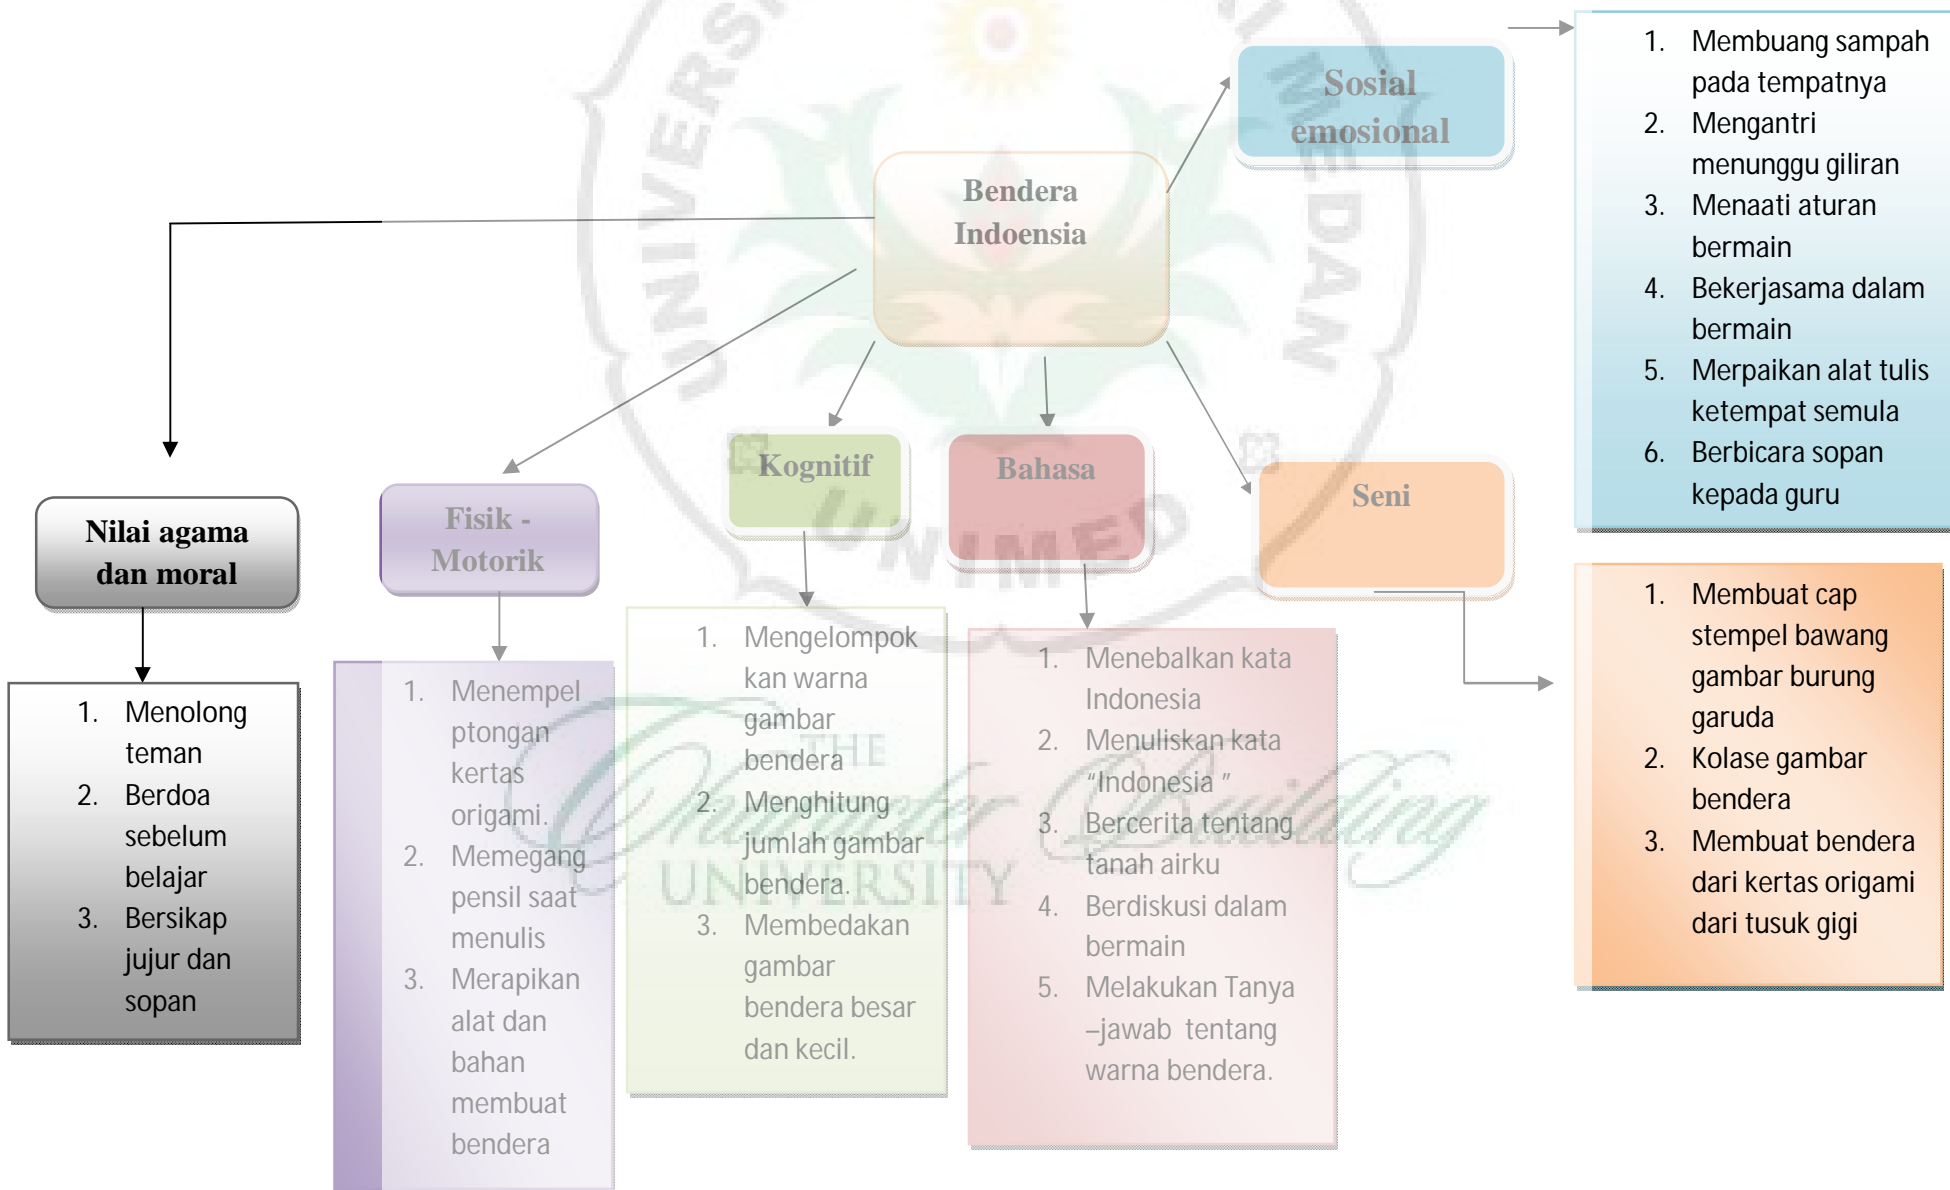 Bendera
Indoensia
Sosial
emosional
1. Membuang sampah
pada tempatnya
2. Mengantri
menunggu giliran
3. Menaati aturan
bermain
4. Bekerjasama dalam
bermain
5. Merpaikan alat tulis
ketempat semula
6. Berbicara sopan
kepada guru
Nilai agama
dan moral
1. Menolong
teman
2. Berdoa
sebelum
belajar
3. Bersikap
jujur dan
sopan
Fisik -
Motorik
1. Menempel
ptongan
kertas
origami.
2. Memegang
pensil saat
menulis
3. Merapikan
alat dan
bahan
membuat
bendera
Kognitif
1. Mengelompok
kan warna
gambar
bendera
2. Menghitung
jumlah gambar
bendera.
3. Membedakan
gambar
bendera besar
dan kecil.
Bahasa
1. Menebalkan kata
Indonesia
2. Menuliskan kata
“Indonesia ”
3. Bercerita tentang
tanah airku
4. Berdiskusi dalam
bermain
5. Melakukan Tanya
–jawab  tentang
warna bendera.
Seni
1. Membuat cap
stempel bawang
gambar burung
garuda
2. Kolase gambar
bendera
3. Membuat bendera
dari kertas origami
dari tusuk gigi
MEDAN
UNIMED
THE
Character Building
UNIVERSITY